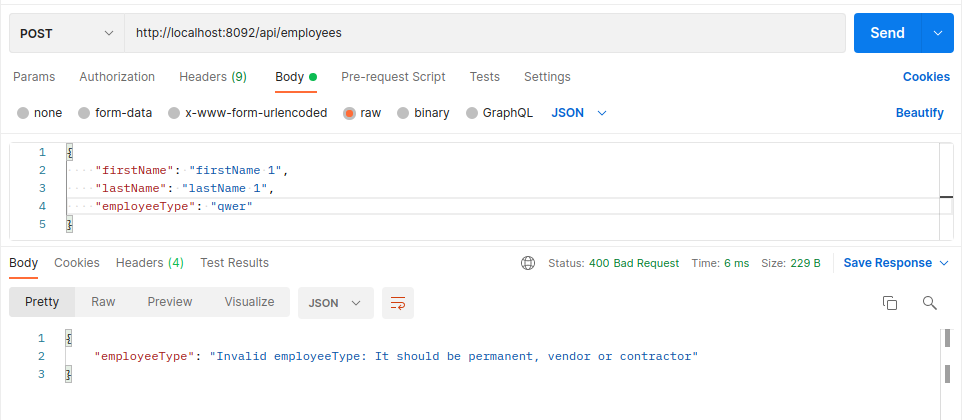 POST http://localhost:8092/api/employees Send
Params Authorization Headers (9) Body Pre-request Script Tests Settings Cookies
none form-data x-www-form-urlencoded raw binary GraphQL JSON Beautify
1 {
2 "firstName": "firstName 1",
3 "lastName": "lastName 1",
4 "employeeType": "qwer"
5 }
Body Cookies Headers (4) Test Results Status: 400 Bad Request Time: 6 ms Size: 229 B Save Response
Pretty Raw Preview Visualize JSON
1 {
2 "employeeType": "Invalid employeeType: It should be permanent, vendor or contractor"
3 }